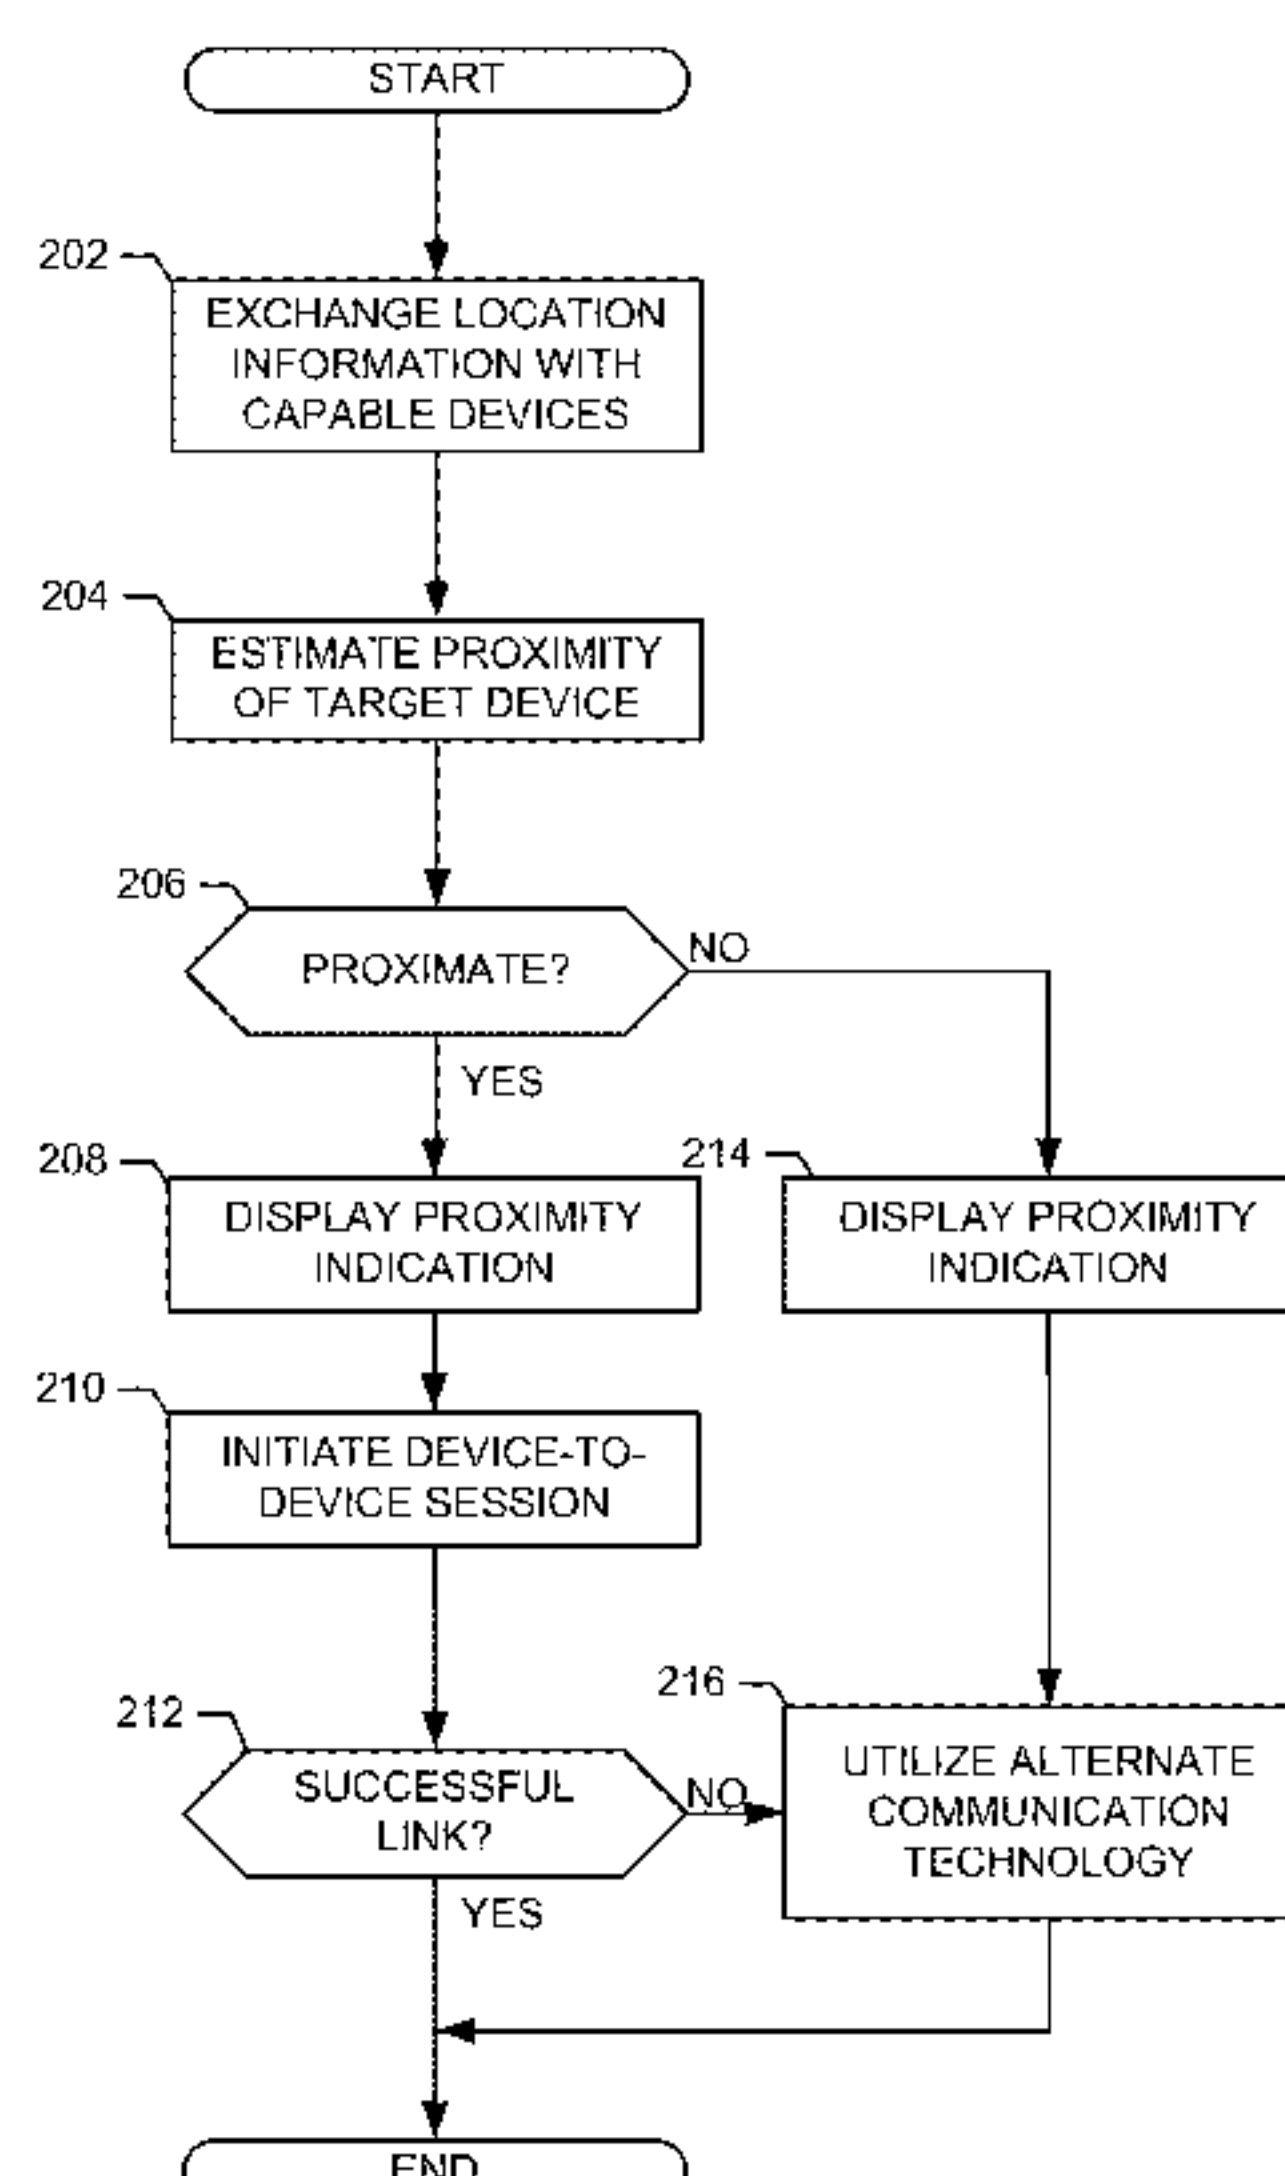 START
202
EXCHANGE LOCATION
INFORMATION WITH
CAPABLE DEVICES
204
ESTIMATE PROXIMITY
OF TARGET DEVICE
206
PROXIMATE?
NO
YES
208
DISPLAY PROXIMITY
INDICATION
214
DISPLAY PROXIMITY
INDICATION
210
INITIATE DEVICE-TO-
DEVICE SESSION
212
SUCCESSFUL
LINK?
NO
YES
216
UTILIZE ALTERNATE
COMMUNICATION
TECHNOLOGY
END